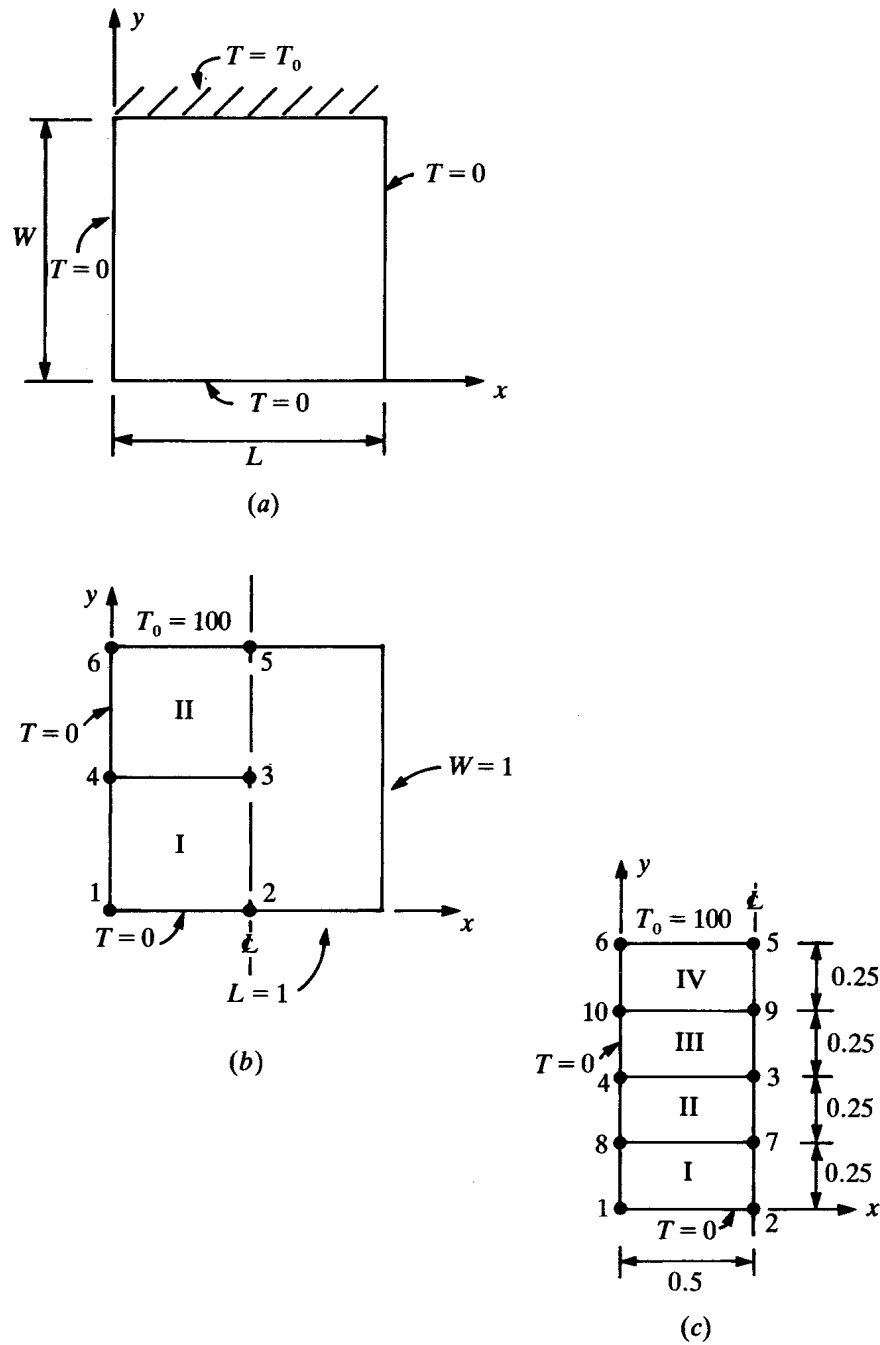 y
T = T₀
T = 0
W
T = 0
x
T = 0
L
(a)
y
T₀ = 100
6
5
II
T = 0
4
3
W = 1
I
1
2
T = 0
x
℄
L = 1
(b)
y
℄
T₀ = 100
6
5
IV
0.25
10
9
III
0.25
T = 0
4
3
II
0.25
8
7
I
0.25
1
T = 0
2
x
0.5
(c)